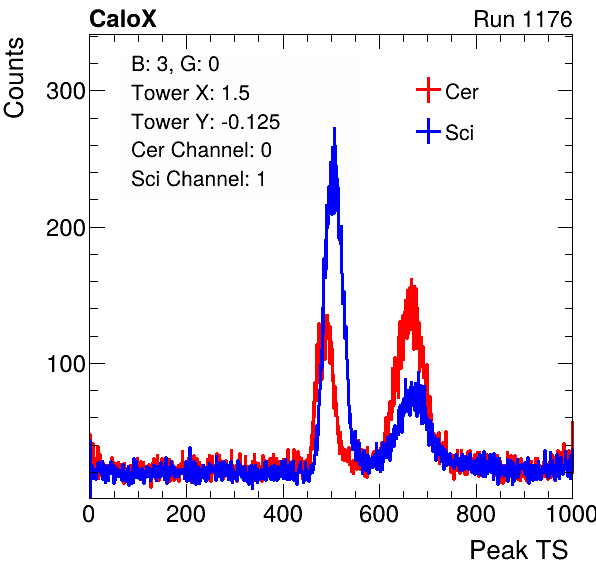 CaloX Run 1176
Counts
B: 3, G: 0
Tower X: 1.5
Tower Y: -0.125
Cer Channel: 0
Sci Channel: 1
Cer
Sci
300
200
100
0 200 400 600 800 1000
Peak TS